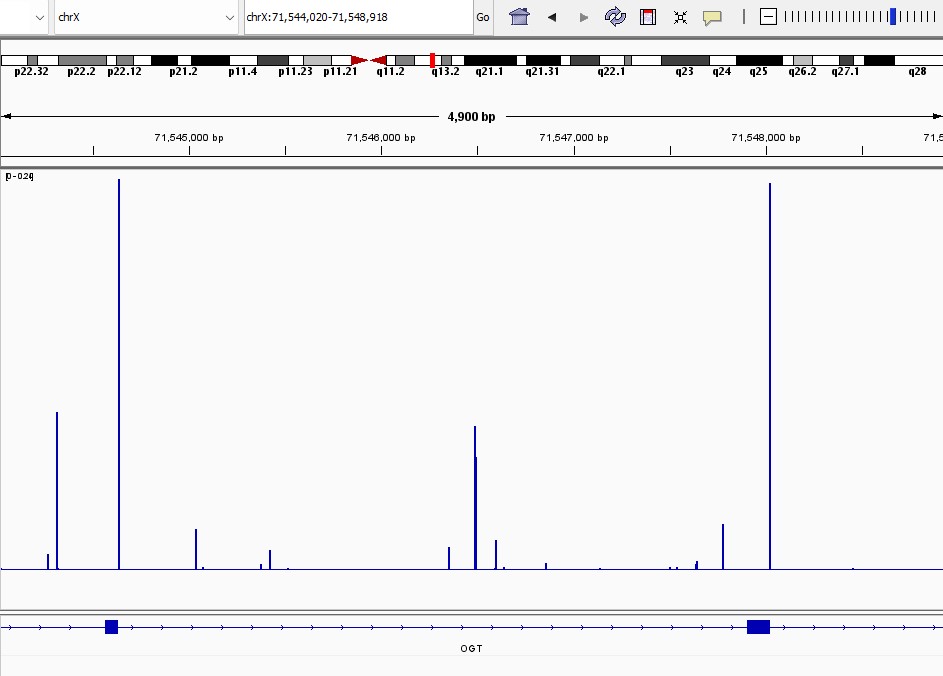 chrX chrX:71,544,020-71,548,918 Go
p22.32 p22.2 p22.12 p21.2 p11.4 p11.23 p11.21 q11.2 q13.2 q21.1 q21.31 q22.1 q23 q24 q25 q26.2 q27.1 q28
4,900 bp
71,545,000 bp 71,546,000 bp 71,547,000 bp 71,548,000 bp 71,5
OGT